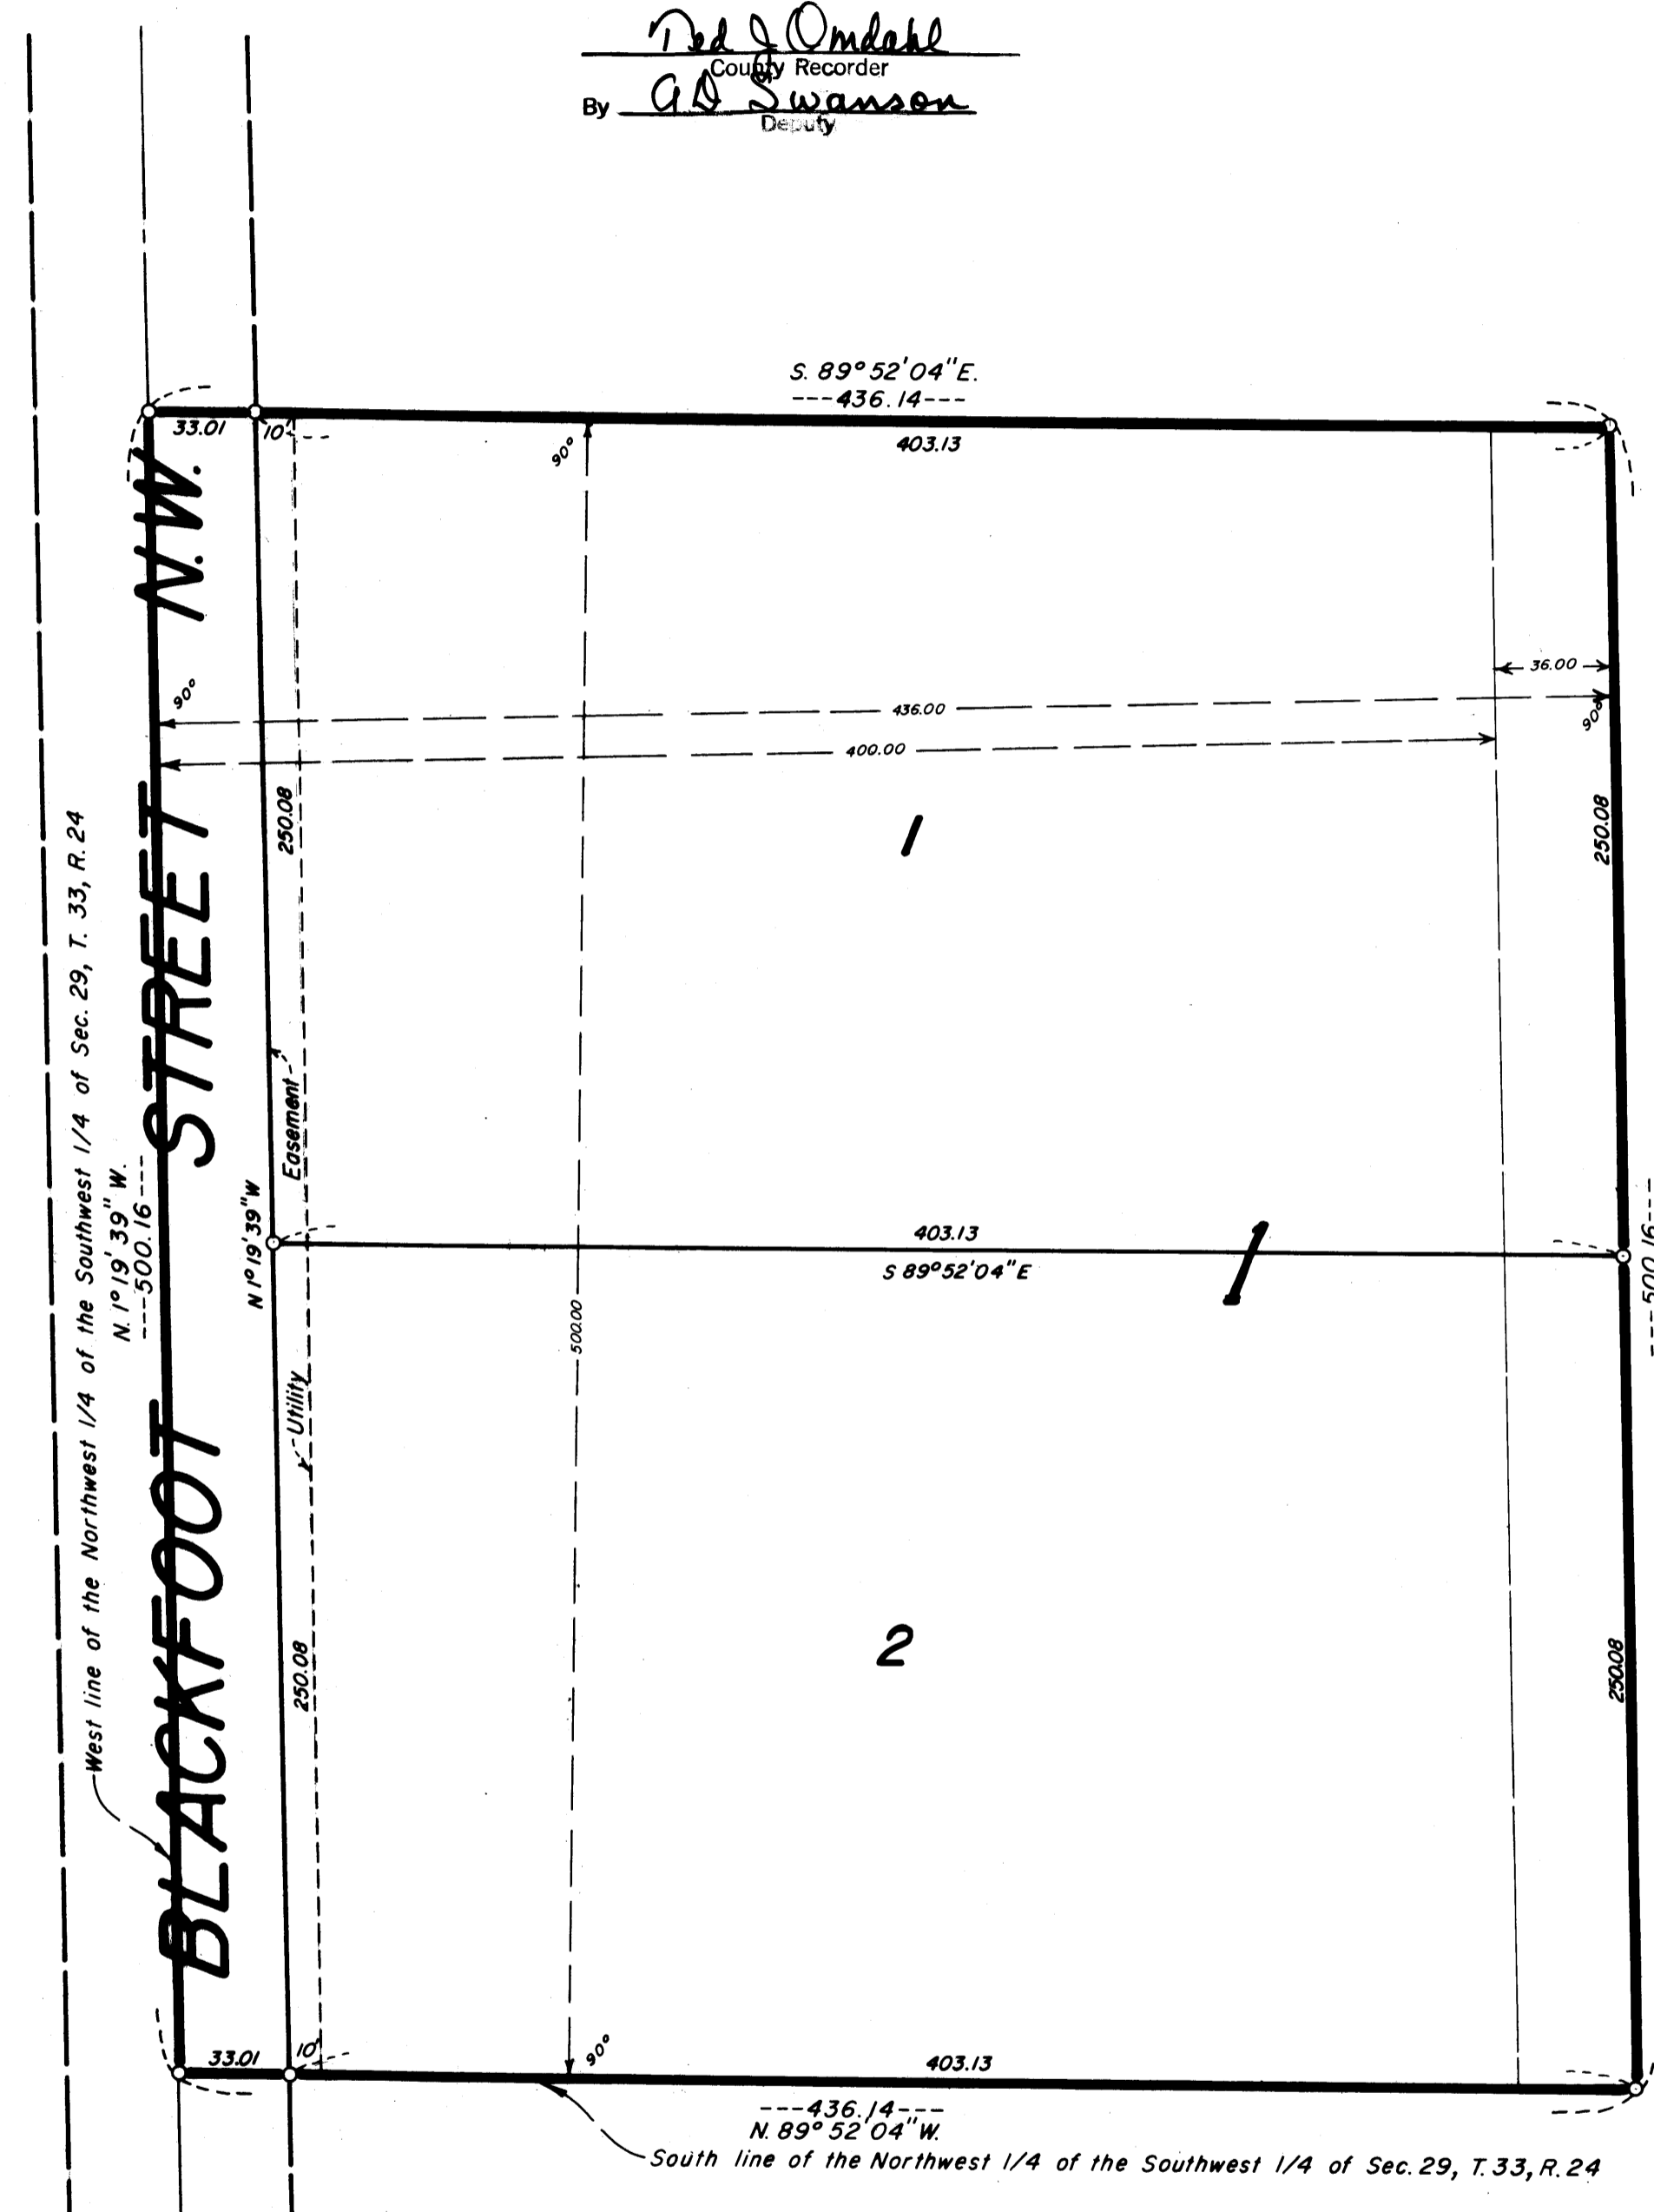 Ted J Omdahl
County Recorder
By A D Swanson
Deputy
S. 89° 52' 04" E.
---436.14---
33.01
10'
90°
403.13
BLACKFOOT STREET N.W.
90°
36.00
436.00
90°
400.00
250.08
1
250.08
West line of the Northwest 1/4 of the Southwest 1/4 of Sec. 29, T. 33, R. 24
N. 1° 19' 39" W.
---500.16---
N 1° 19' 39" W
Utility Easement
403.13
S 89° 52' 04" E
1
---500.16---
500.00
2
250.08
250.08
33.01
10'
90°
403.13
---436.14---
N. 89° 52' 04" W.
South line of the Northwest 1/4 of the Southwest 1/4 of Sec. 29, T. 33, R. 24